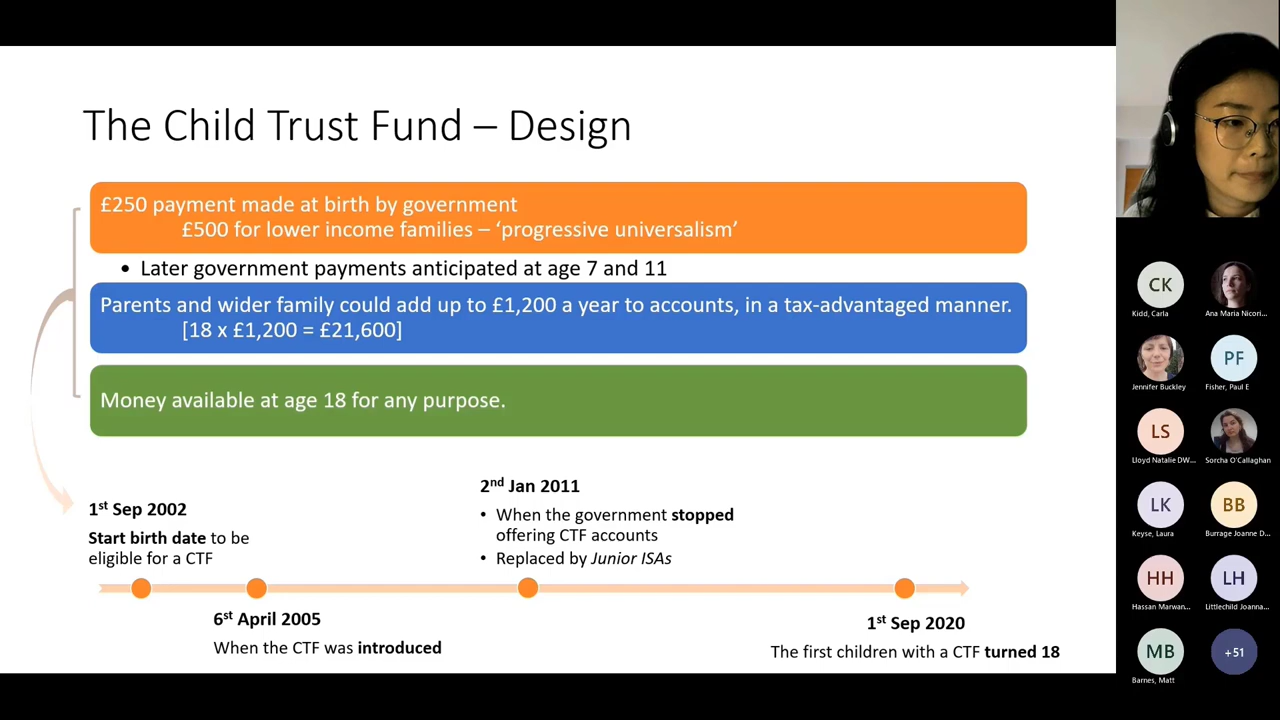 The Child Trust Fund – Design
£250 payment made at birth by government
£500 for lower income families – ‘progressive universalism’
• Later government payments anticipated at age 7 and 11
Parents and wider family could add up to £1,200 a year to accounts, in a tax-advantaged manner.
[18 x £1,200 = £21,600]
Money available at age 18 for any purpose.
1st Sep 2002
Start birth date to be
eligible for a CTF
6st April 2005
When the CTF was introduced
2nd Jan 2011
• When the government stopped
offering CTF accounts
• Replaced by Junior ISAs
1st Sep 2020
The first children with a CTF turned 18
CK
Kidd, Carla
Ana Maria Nicori...
Jennifer Buckley
PF
Fisher, Paul E
LS
Lloyd Natalie DW...
Sorcha O'Callaghan
LK
Keyse, Laura
BB
Burrage Joanne D...
HH
Hassan Marwan...
LH
Littlechild Joanna...
MB
Barnes, Matt
+51